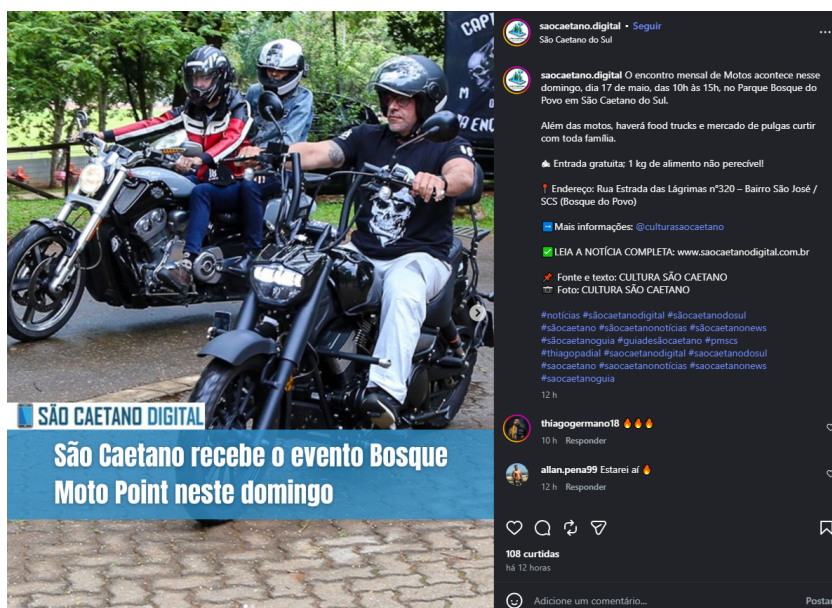 CAPI
M O
A ENC
SÃO CAETANO DIGITAL
São Caetano recebe o evento Bosque
Moto Point neste domingo
saocaetano.digital • Seguir
São Caetano do Sul
saocaetano.digital O encontro mensal de Motos acontece nesse
domingo, dia 17 de maio, das 10h às 15h, no Parque Bosque do
Povo em São Caetano do Sul.
Além das motos, haverá food trucks e mercado de pulgas curtir
com toda família.
Entrada gratuita; 1 kg de alimento não perecível!
📍 Endereço: Rua Estrada das Lágrimas n°320 – Bairro São José /
SCS (Bosque do Povo)
➡️ Mais informações: @culturasaocaetano
✅ LEIA A NOTÍCIA COMPLETA: www.saocaetanodigital.com.br
📌 Fonte e texto: CULTURA SÃO CAETANO
📷 Foto: CULTURA SÃO CAETANO
#notícias #sãocaetanodigital #sãocaetanodosul
#sãocaetano #sãocaetanonotícias #sãocaetanonews
#sãocaetanoguia #guiadesãocaetano #pmscs
#thiagopadial #saocaetanodigital #saocaetanodosul
#saocaetano #saocaetanonotícias #saocaetanonews
#saocaetanoguia
12 h
thiagogermano18 🔥🔥🔥
10 h Responder
allan.pena99 Estarei aí 🔥
12 h Responder
108 curtidas
há 12 horas
Adicione um comentário...
Postar